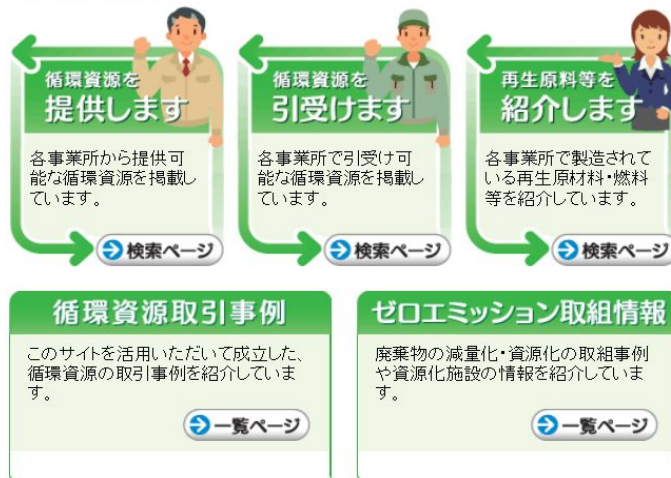 循環資源を
提供します
各事業所から提供可
能な循環資源を掲載し
ています。
検索ページ
循環資源を
引受けます
各事業所で引受け可
能な循環資源を掲載し
ています。
検索ページ
再生原料等を
紹介します
各事業所で製造されて
いる再生原材料・燃料
等を紹介しています。
検索ページ
循環資源取引事例
このサイトを活用いただいて成立した、
循環資源の取引事例を紹介していま
す。
一覧ページ
ゼロエミッション取組情報
廃棄物の減量化・資源化の取組事例
や資源化施設の情報を紹介していま
す。
一覧ページ